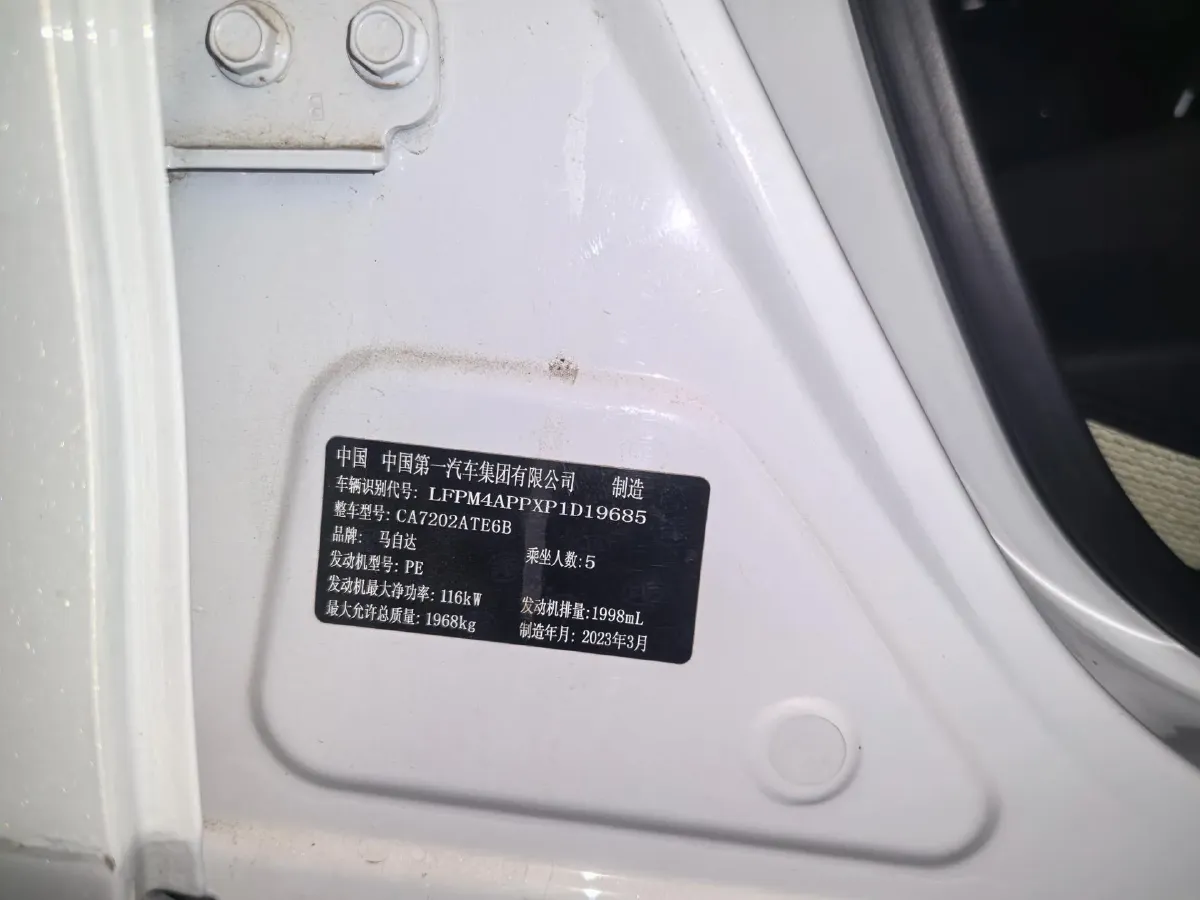 中国 中国第一汽车集团有限公司 制造
车辆识别代号: LFPM4APPXP1D19685
整车型号: CA7202ATE6B
品牌: 马自达 乘坐人数: 5
发动机型号: PE
发动机最大净功率: 116kW 发动机排量: 1998mL
最大允许总质量: 1968kg 制造年月: 2023年3月